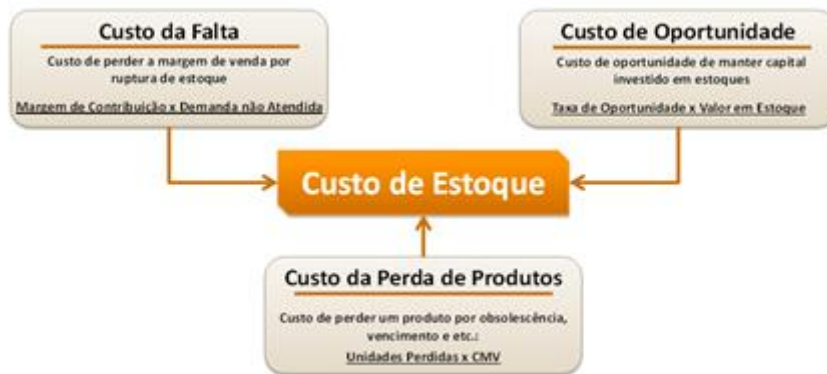 Custo da Falta
Custo de perder a margem de venda por
ruptura de estoque
Margem de Contribuição x Demanda não Atendida
Custo de Oportunidade
Custo de oportunidade de manter capital
investido em estoques
Taxa de Oportunidade x Valor em Estoque
Custo de Estoque
Custo da Perda de Produtos
Custo de perder um produto por obsolescência,
vencimento e etc.:
Unidades Perdidas x CMV